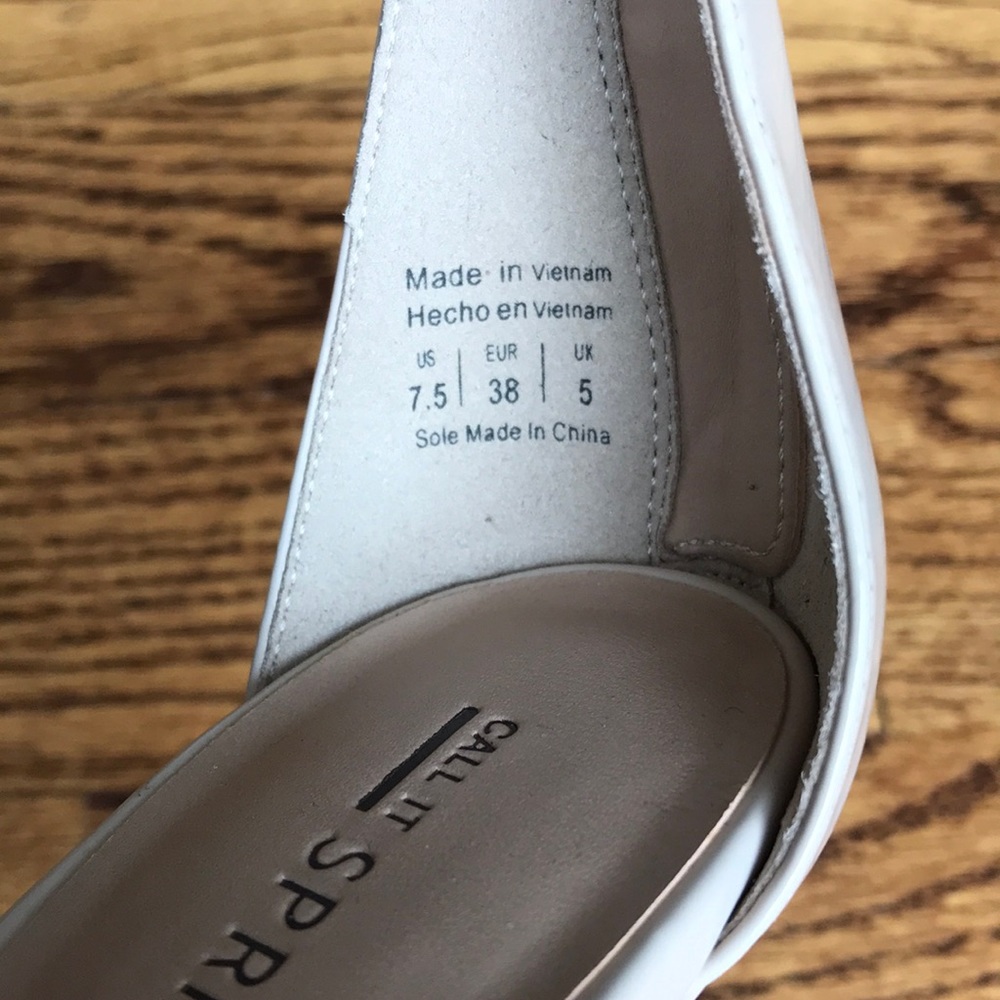 Made in Vietnam
Hecho en Vietnam
US | EUR | UK
7.5 | 38 | 5
Sole Made In China
CALL IT
SPRI